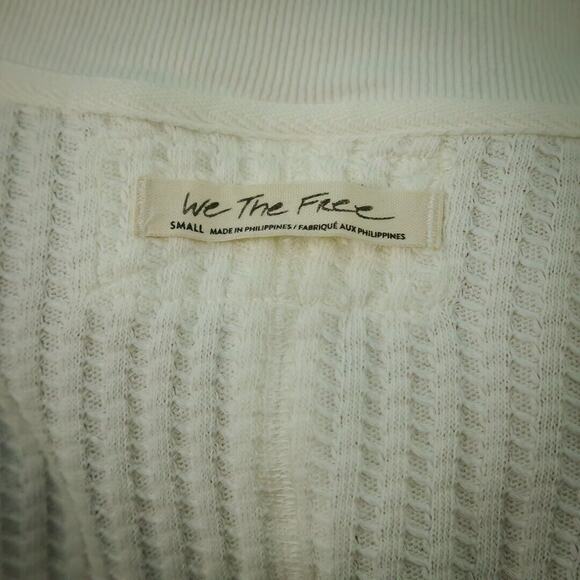 We The Free
SMALL MADE IN PHILIPPINES / FABRIQUÉ AUX PHILIPPINES